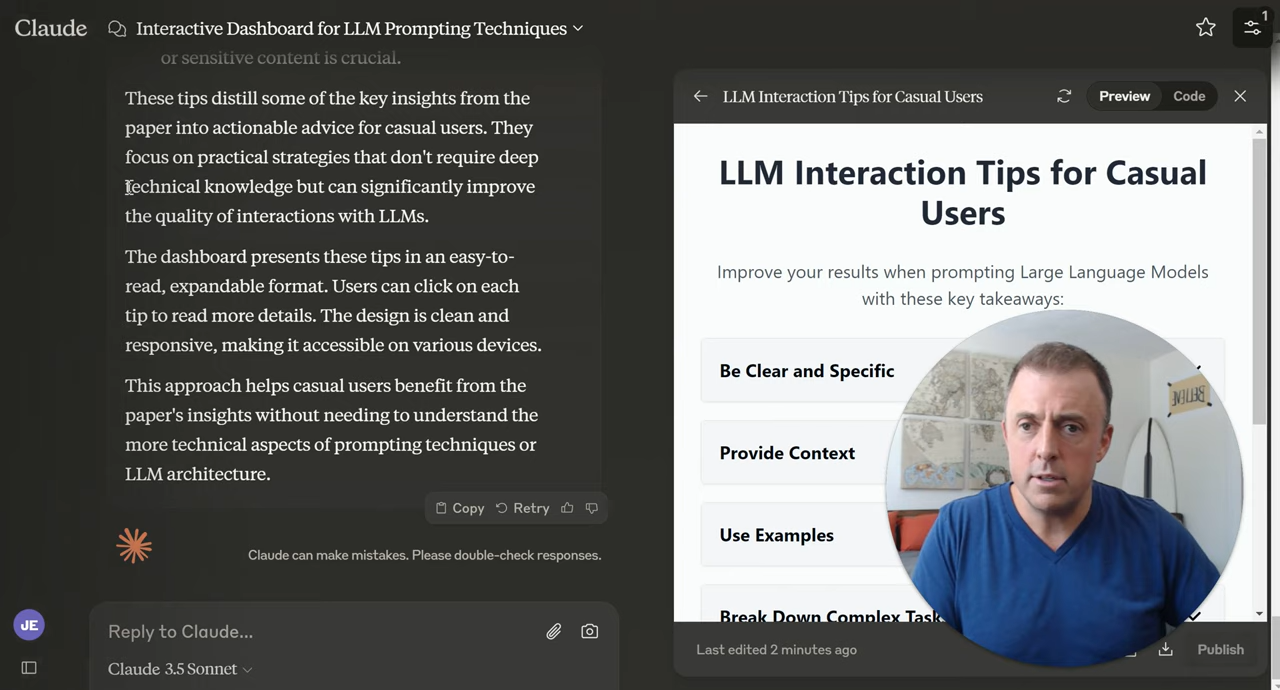 Claude
Interactive Dashboard for LLM Prompting Techniques
1
or sensitive content is crucial.
These tips distill some of the key insights from the
paper into actionable advice for casual users. They
focus on practical strategies that don't require deep
technical knowledge but can significantly improve
the quality of interactions with LLMs.
The dashboard presents these tips in an easy-to-
read, expandable format. Users can click on each
tip to read more details. The design is clean and
responsive, making it accessible on various devices.
This approach helps casual users benefit from the
paper's insights without needing to understand the
more technical aspects of prompting techniques or
LLM architecture.
Copy Retry
Claude can make mistakes. Please double-check responses.
JE
Reply to Claude...
Claude 3.5 Sonnet
LLM Interaction Tips for Casual Users
Preview Code
LLM Interaction Tips for Casual
Users
Improve your results when prompting Large Language Models
with these key takeaways:
Be Clear and Specific
Provide Context
Use Examples
Break Down Complex Task
BELIEVE
Last edited 2 minutes ago
Publish